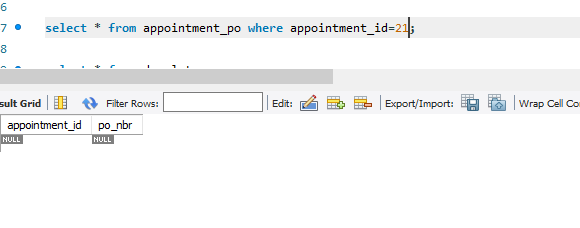 6
7 select * from appointment_po where appointment_id=21;
8
sult Grid Filter Rows: Edit: Export/Import: Wrap Cell Co
appointment_id po_nbr
NULL NULL